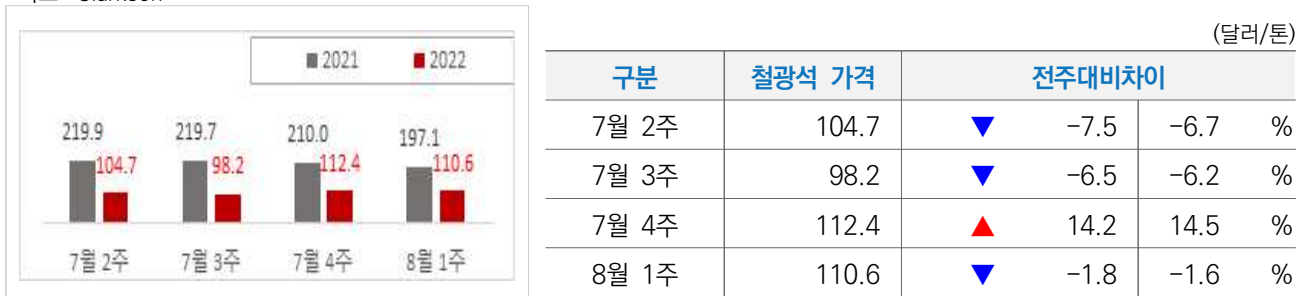 ■ 2021 ■ 2022
219.9 219.7 210.0 197.1
104.7 98.2 112.4 110.6
7월 2주 7월 3주 7월 4주 8월 1주
(달러/톤)
구분 철광석 가격 전주대비차이
7월 2주 104.7 ▼ -7.5 -6.7 %
7월 3주 98.2 ▼ -6.5 -6.2 %
7월 4주 112.4 ▲ 14.2 14.5 %
8월 1주 110.6 ▼ -1.8 -1.6 %